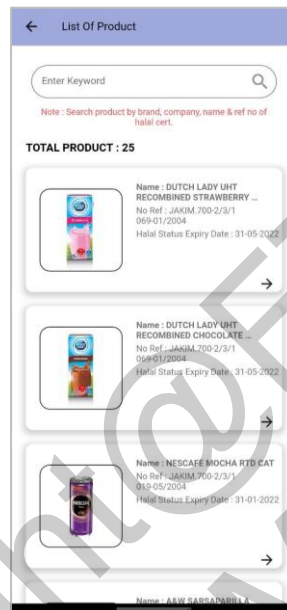 List Of Product
Enter Keyword
Note : Search product by brand, company, name & ref no of
halal cert.
TOTAL PRODUCT : 25
Name : DUTCH LADY UHT
RECOMBINED STRAWBERRY ...
No Ref : JAKIM.700-2/3/1
069-01/2004
Halal Status Expiry Date : 31-05-2022
Name : DUTCH LADY UHT
RECOMBINED CHOCOLATE ...
No Ref : JAKIM.700-2/3/1
069-01/2004
Halal Status Expiry Date : 31-05-2022
Name : NESCAFE MOCHA RTD CAT
No Ref : JAKIM.700-2/3/1
019-05/2004
Halal Status Expiry Date : 31-01-2022
Name : A&W SARSAPARILLA